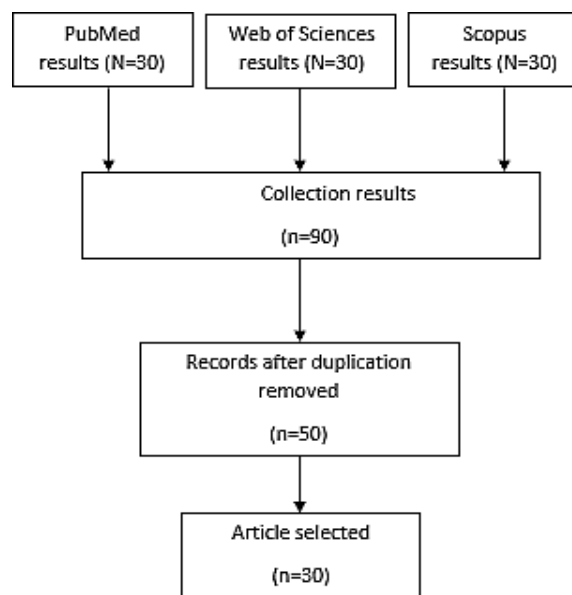 PubMed
results (N=30)
Web of Sciences
results (N=30)
Scopus
results (N=30)
Collection results
(n=90)
Records after duplication
removed
(n=50)
Article selected
(n=30)